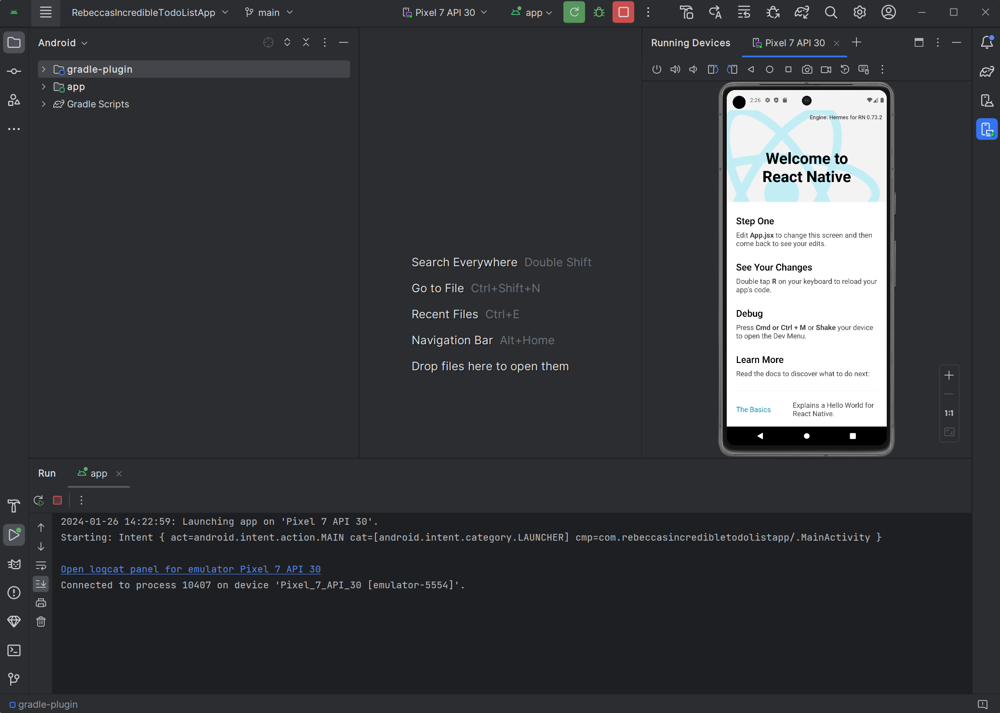 RebeccasIncredibleTodoListApp
main
Pixel 7 API 30
app
Android
gradle-plugin
app
Gradle Scripts
Search Everywhere Double Shift
Go to File Ctrl+Shift+N
Recent Files Ctrl+E
Navigation Bar Alt+Home
Drop files here to open them
Running Devices
Pixel 7 API 30
2:26
Engine: Hermes for RN 0.73.2
Welcome to
React Native
Step One
Edit App.jsx to change this screen and then
come back to see your edits.
See Your Changes
Double tap R on your keyboard to reload your
app's code.
Debug
Press Cmd or Ctrl + M or Shake your device
to open the Dev Menu.
Learn More
Read the docs to discover what to do next:
The Basics
Explains a Hello World for
React Native.
1:1
Run
app
2024-01-26 14:22:59: Launching app on 'Pixel 7 API 30'.
Starting: Intent { act=android.intent.action.MAIN cat=[android.intent.category.LAUNCHER] cmp=com.rebeccasincredibletodolistapp/.MainActivity }
Open logcat panel for emulator Pixel 7 API 30
Connected to process 10407 on device 'Pixel_7_API_30 [emulator-5554]'.
gradle-plugin